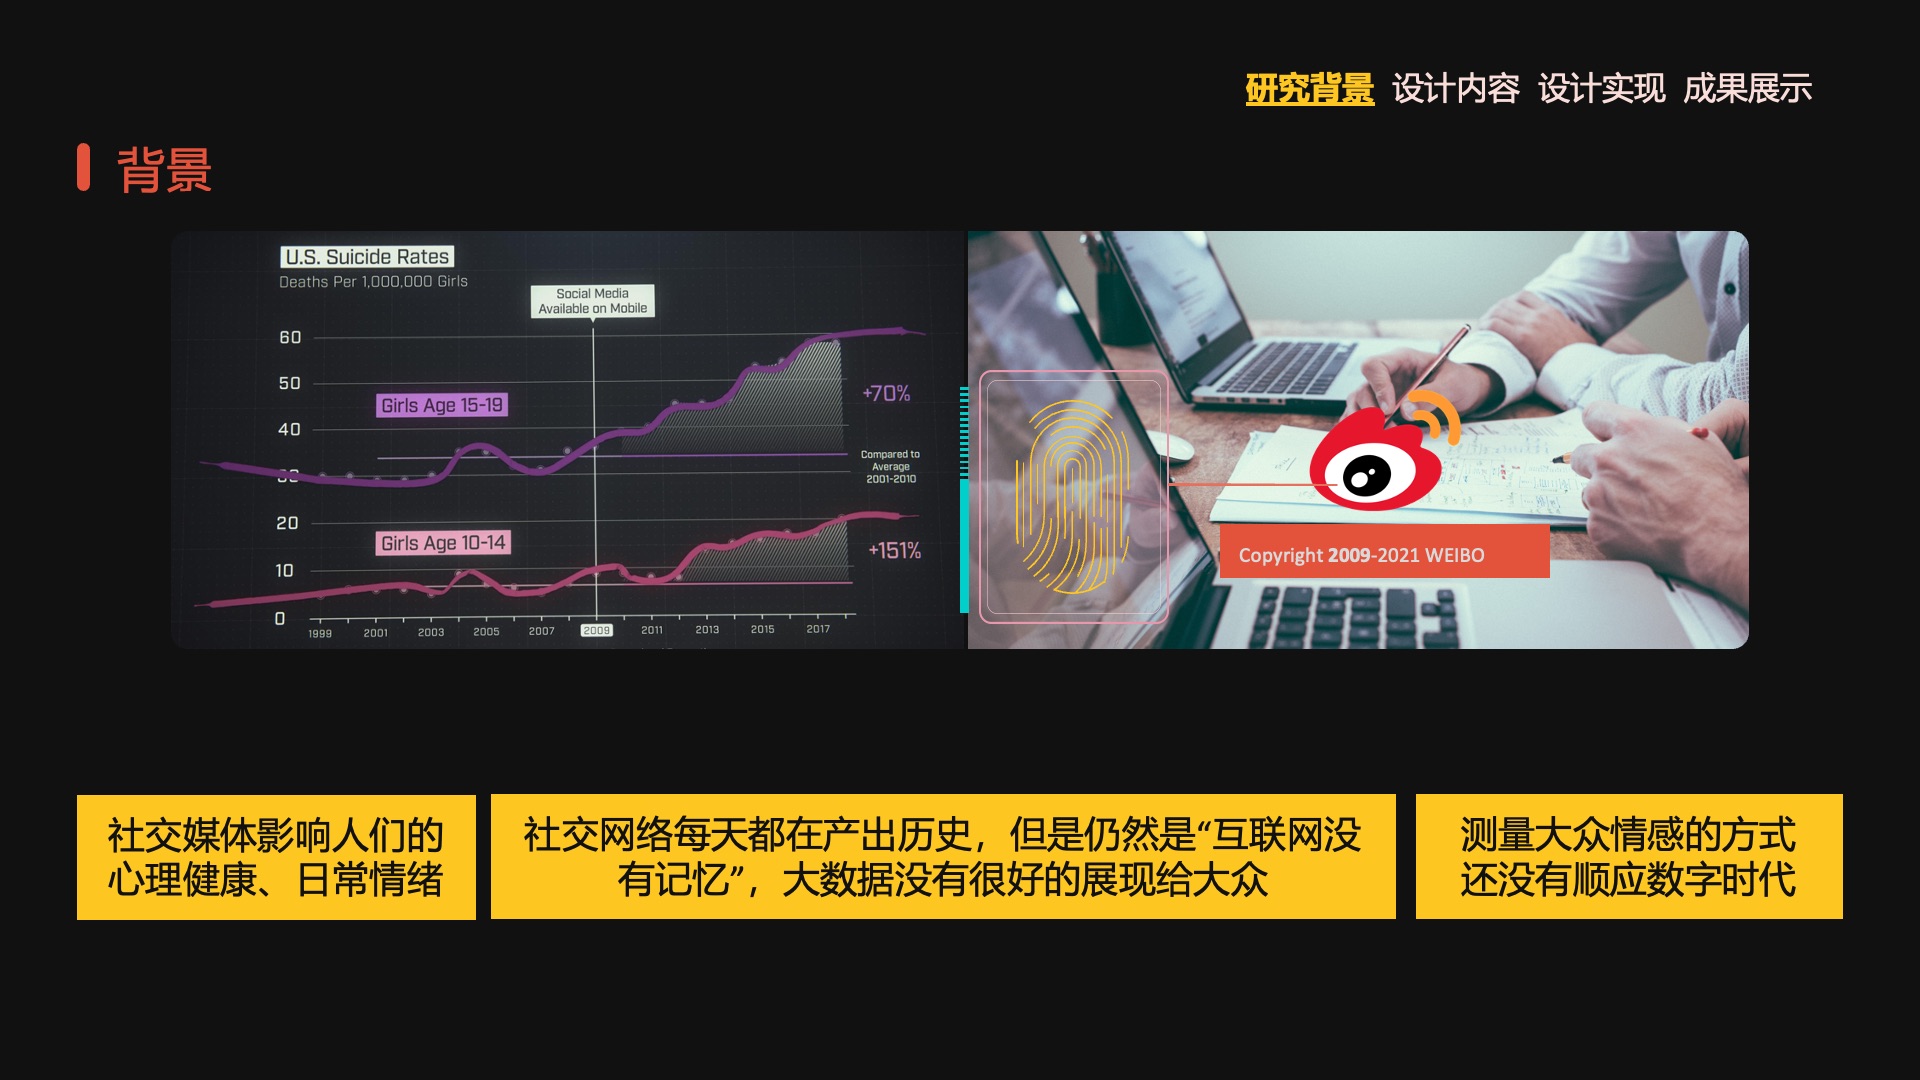 研究背景 设计内容 设计实现 成果展示
背景
U.S. Suicide Rates
Deaths Per 1,000,000 Girls
Social Media
Available on Mobile
60
50
Girls Age 15-19
+70%
40
Compared to
Average
2001-2010
30
20
Girls Age 10-14
+151%
10
0
1999 2001 2003 2005 2007 2009 2011 2013 2015 2017
Copyright 2009-2021 WEIBO
社交媒体影响人们的
心理健康、日常情绪
社交网络每天都在产出历史，但是仍然是“互联网没
有记忆”，大数据没有很好的展现给大众
测量大众情感的方式
还没有顺应数字时代